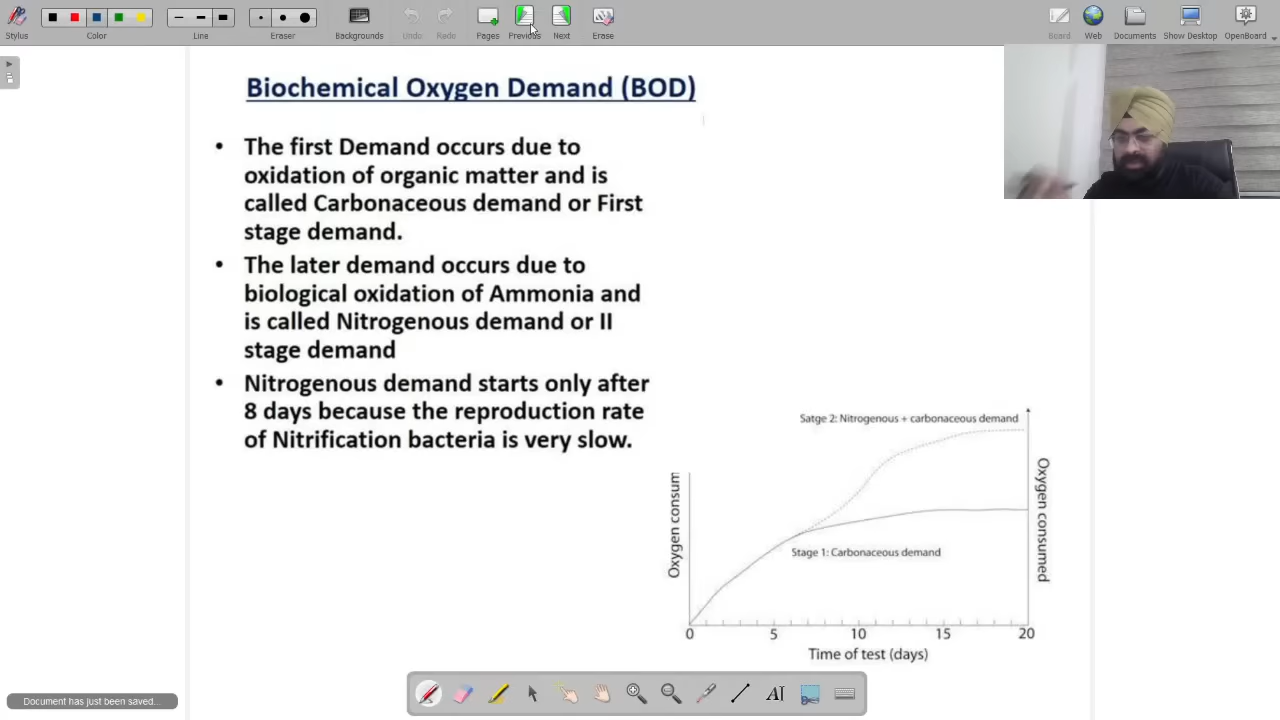 Stylus
Color
Line
Eraser
Backgrounds
Undo
Redo
Pages
Previous
Next
Erase
Board
Web
Documents
Show Desktop
OpenBoard
Biochemical Oxygen Demand (BOD)
• The first Demand occurs due to
oxidation of organic matter and is
called Carbonaceous demand or First
stage demand.
• The later demand occurs due to
biological oxidation of Ammonia and
is called Nitrogenous demand or II
stage demand
• Nitrogenous demand starts only after
8 days because the reproduction rate
of Nitrification bacteria is very slow.
Satge 2: Nitrogenous + carbonaceous demand
Oxygen consum
Oxygen consumed
Stage 1: Carbonaceous demand
0 5 10 15 20
Time of test (days)
AI
Document has just been saved...